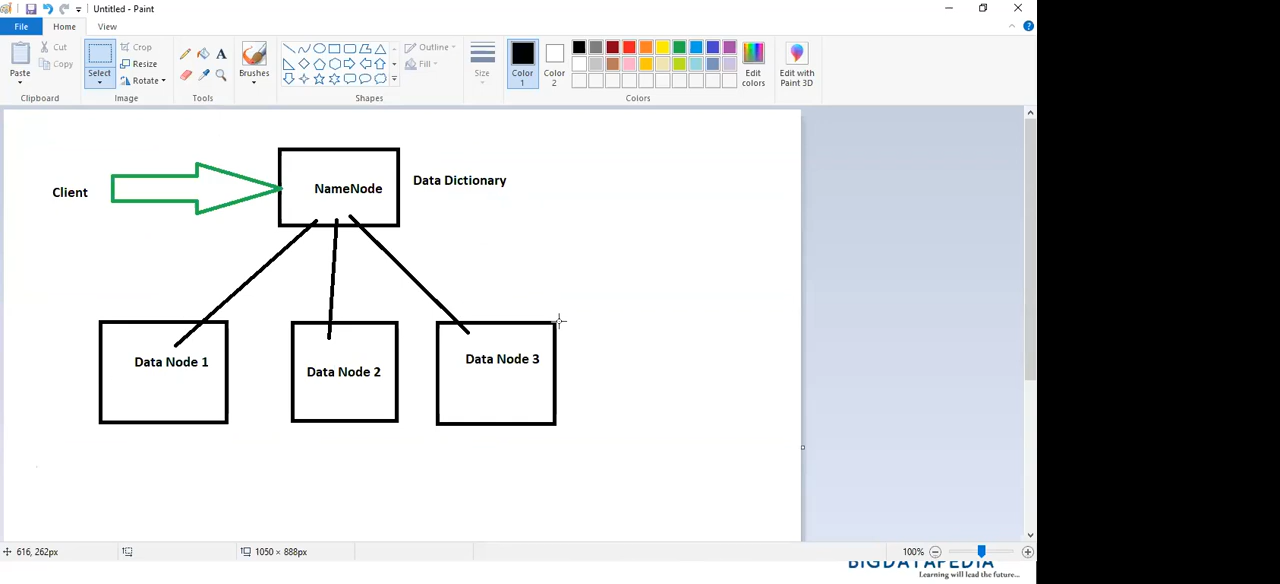 Untitled - Paint
File
Home
View
Paste
Cut
Copy
Clipboard
Select
Crop
Resize
Rotate
Image
Tools
Brushes
Shapes
Outline
Fill
Size
Color
1
Color
2
Colors
Edit
colors
Edit with
Paint 3D
Client
NameNode
Data Dictionary
Data Node 1
Data Node 2
Data Node 3
616, 262px
1050 × 888px
100%
BIGDATAPEDIA
Learning will lead the future...